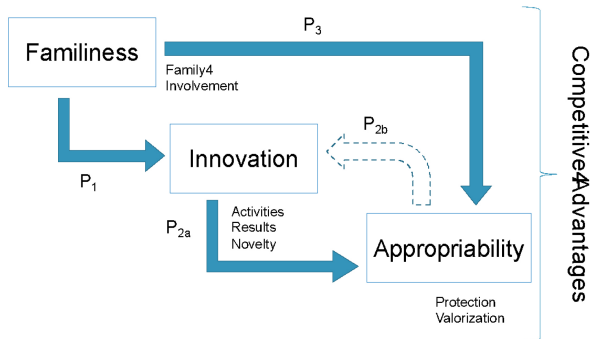 P3
Familiness
Family4
Involvement
P2b
Innovation
P1
Activities
Results
Novelty
P2a
Appropriability
Protection
Valorization
Competitive4Advantages